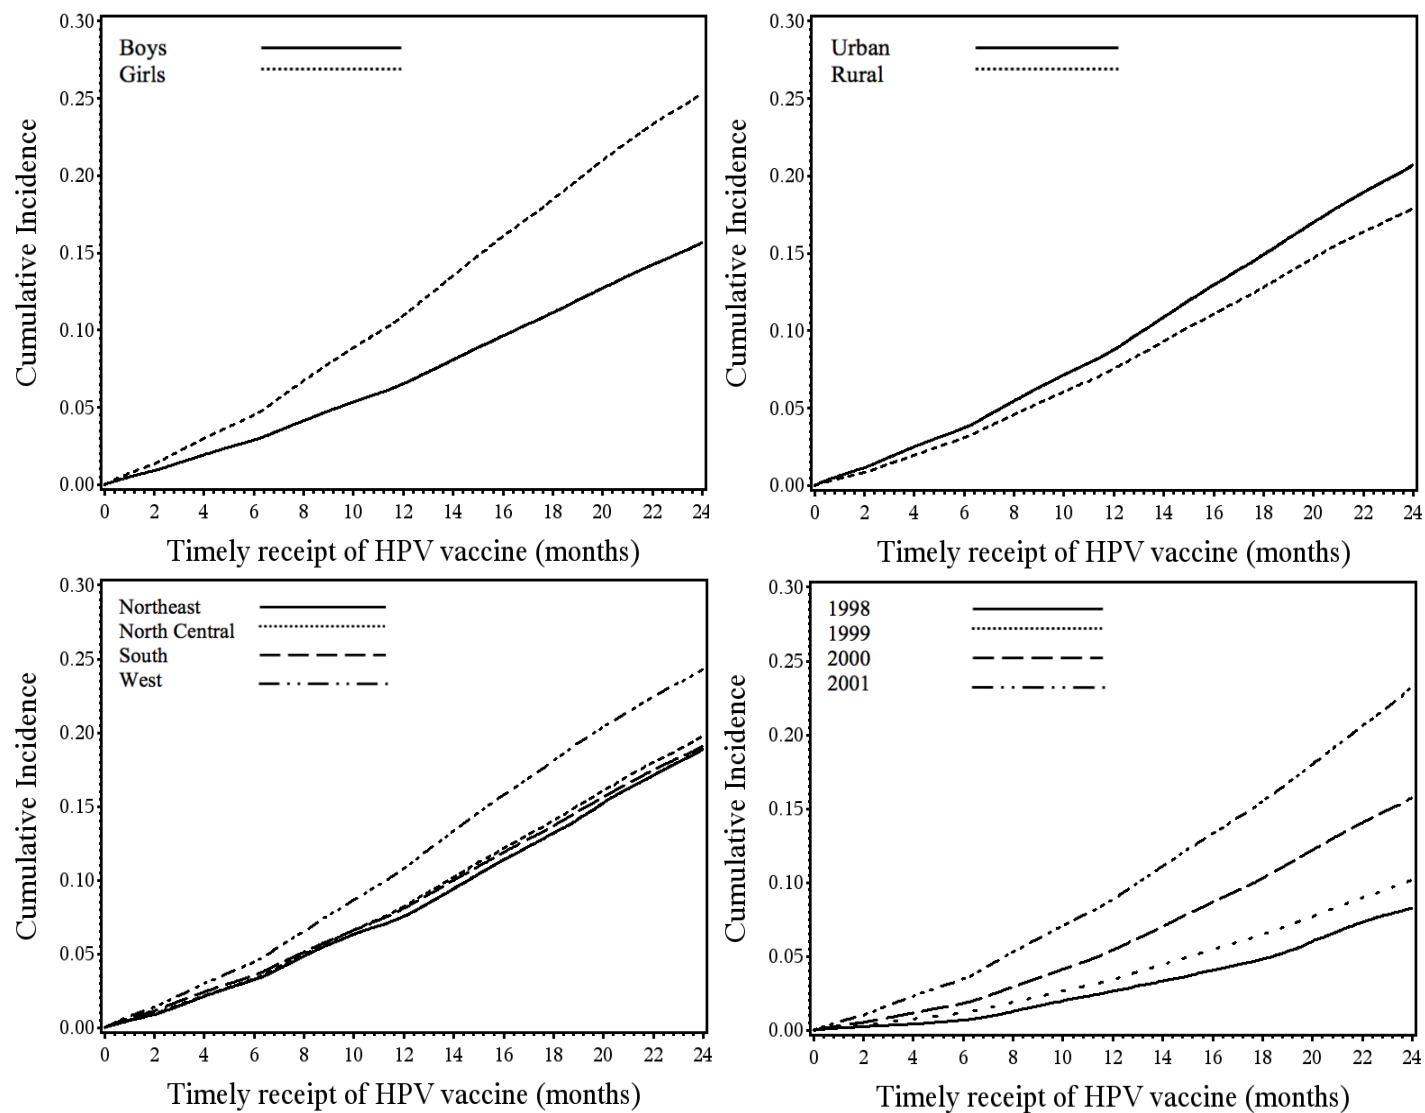 0.30
0.25
0.20
0.15
0.10
0.05
0.00
Cumulative Incidence
Boys
Girls
0 2 4 6 8 10 12 14 16 18 20 22 24
Timely receipt of HPV vaccine (months)
0.30
0.25
0.20
0.15
0.10
0.05
0.00
Cumulative Incidence
Urban
Rural
0 2 4 6 8 10 12 14 16 18 20 22 24
Timely receipt of HPV vaccine (months)
0.30
0.25
0.20
0.15
0.10
0.05
0.00
Cumulative Incidence
Northeast
North Central
South
West
0 2 4 6 8 10 12 14 16 18 20 22 24
Timely receipt of HPV vaccine (months)
0.30
0.25
0.20
0.15
0.10
0.05
0.00
Cumulative Incidence
1998
1999
2000
2001
0 2 4 6 8 10 12 14 16 18 20 22 24
Timely receipt of HPV vaccine (months)